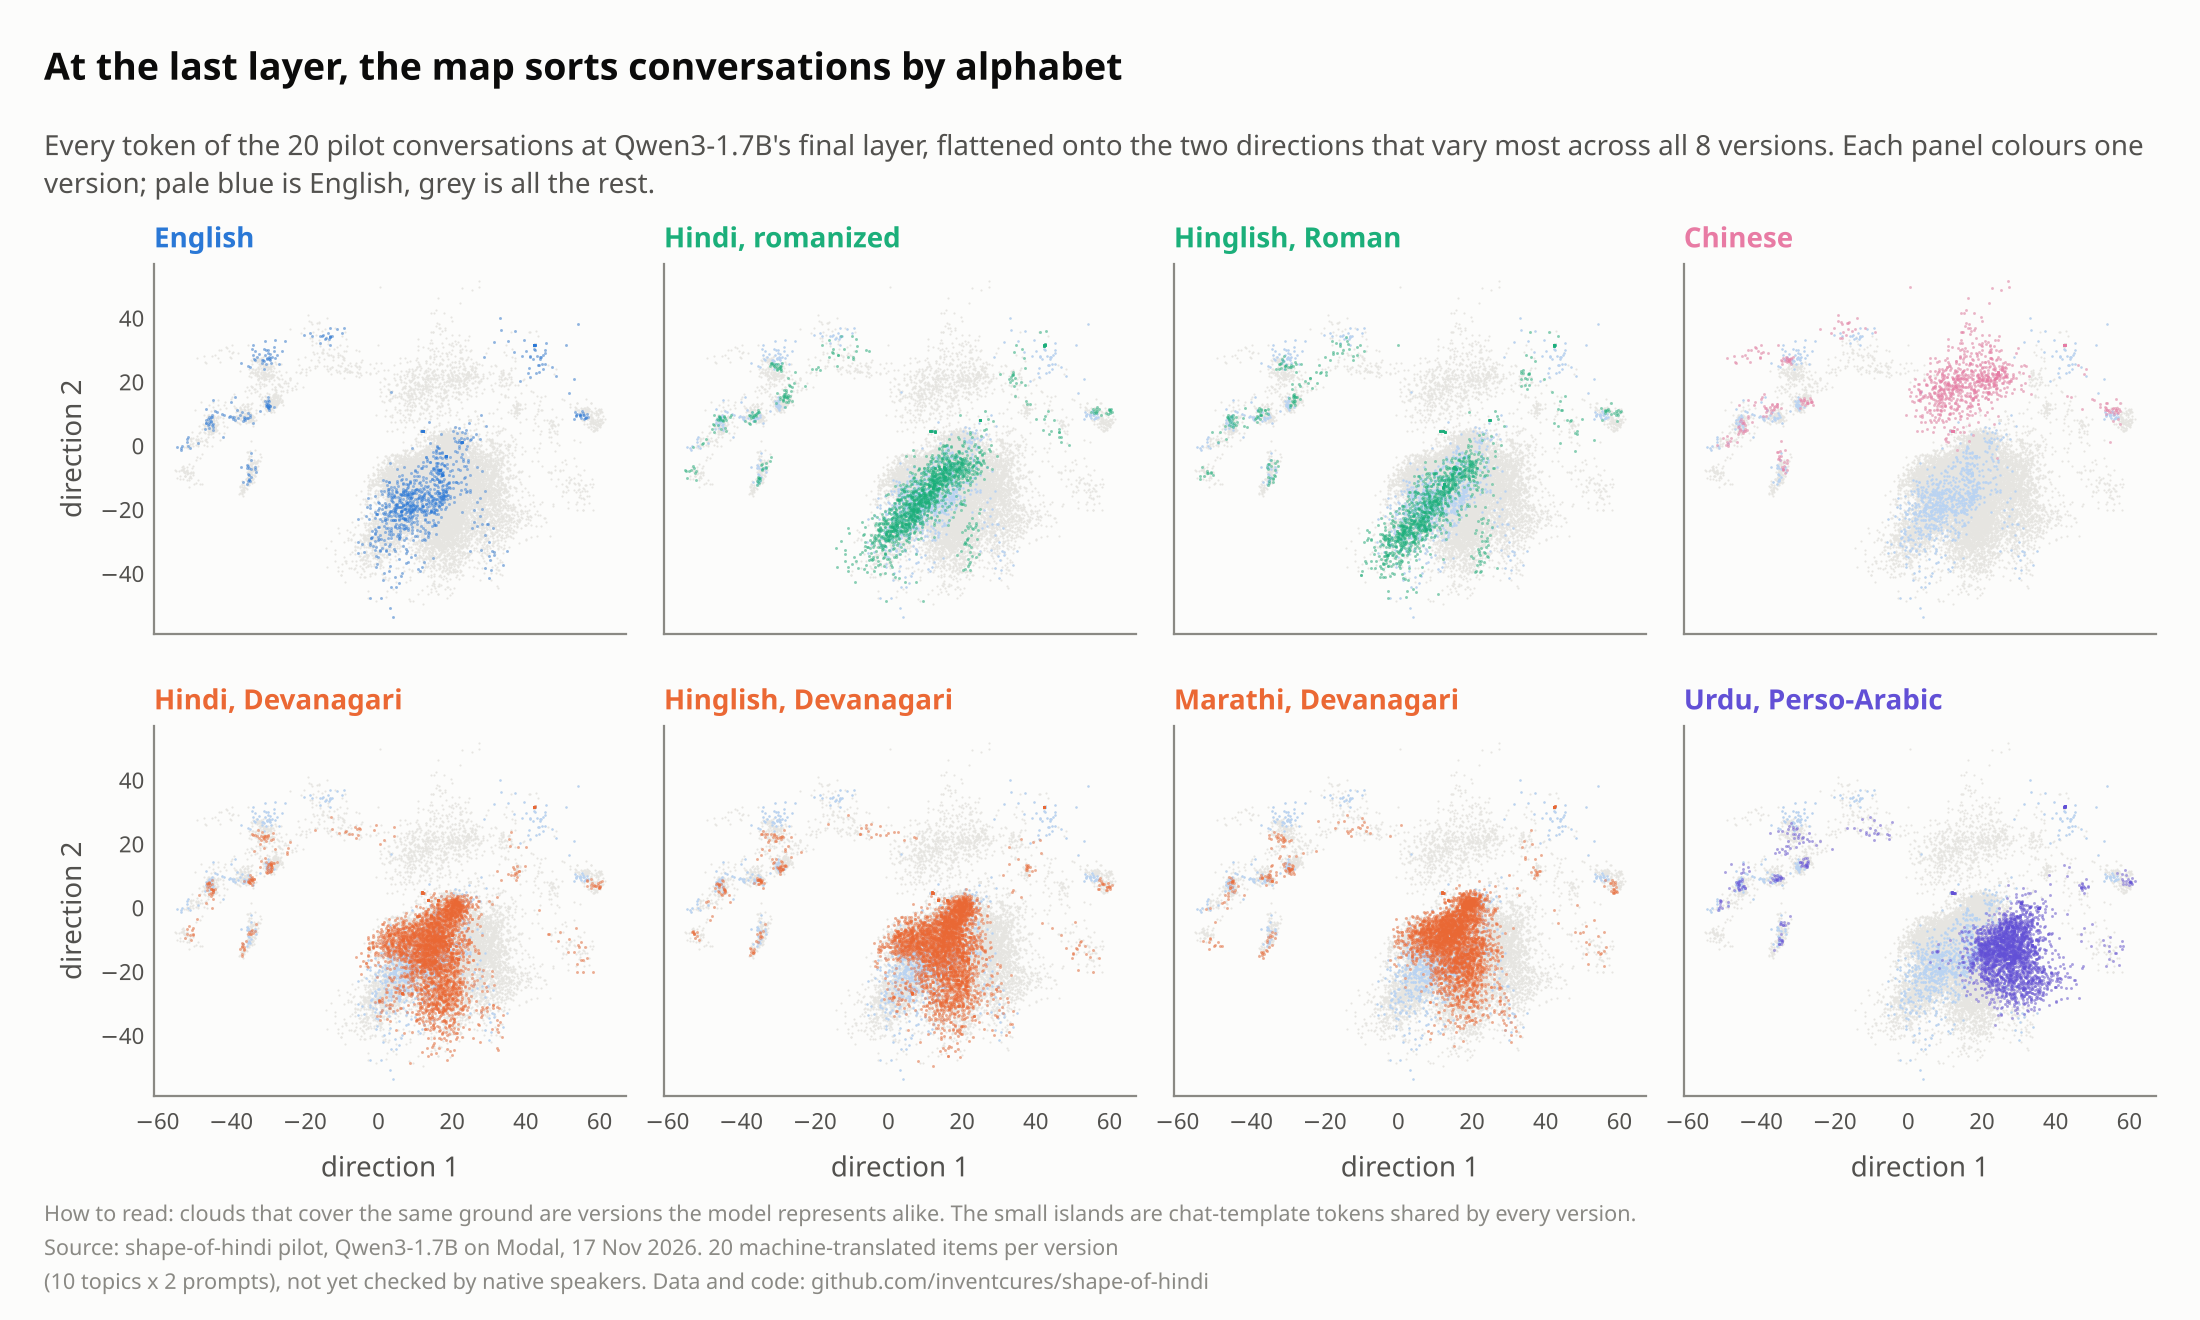 At the last layer, the map sorts conversations by alphabet
Every token of the 20 pilot conversations at Qwen3-1.7B's final layer, flattened onto the two directions that vary most across all 8 versions. Each panel colours one
version; pale blue is English, grey is all the rest.
English
Hindi, romanized
Hinglish, Roman
Chinese
direction 2
40
20
0
−20
−40
Hindi, Devanagari
Hinglish, Devanagari
Marathi, Devanagari
Urdu, Perso-Arabic
direction 2
40
20
0
−20
−40
−60 −40 −20 0 20 40 60
−60 −40 −20 0 20 40 60
−60 −40 −20 0 20 40 60
−60 −40 −20 0 20 40 60
direction 1
direction 1
direction 1
direction 1
How to read: clouds that cover the same ground are versions the model represents alike. The small islands are chat-template tokens shared by every version.
Source: shape-of-hindi pilot, Qwen3-1.7B on Modal, 17 Nov 2026. 20 machine-translated items per version
(10 topics x 2 prompts), not yet checked by native speakers. Data and code: github.com/inventcures/shape-of-hindi